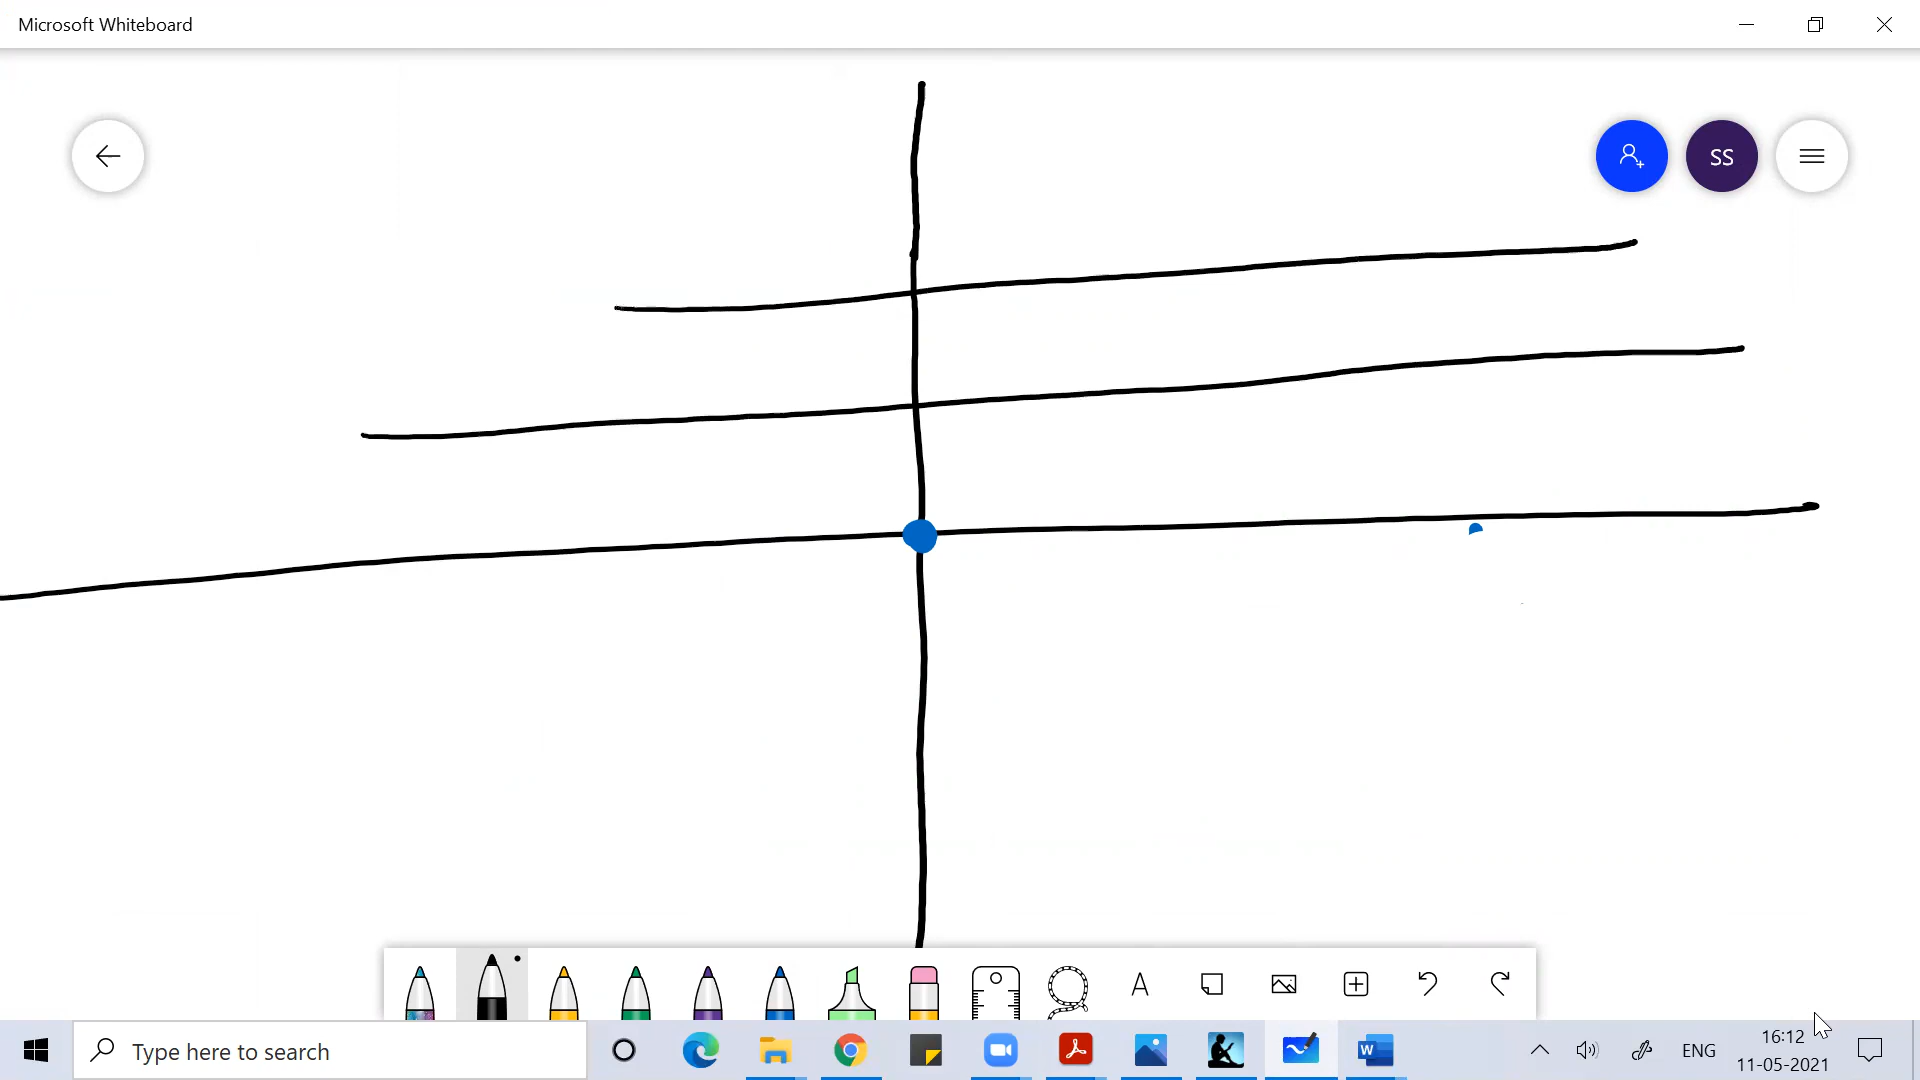 Microsoft Whiteboard
SS
A
Type here to search
W
ENG
16:12
11-05-2021